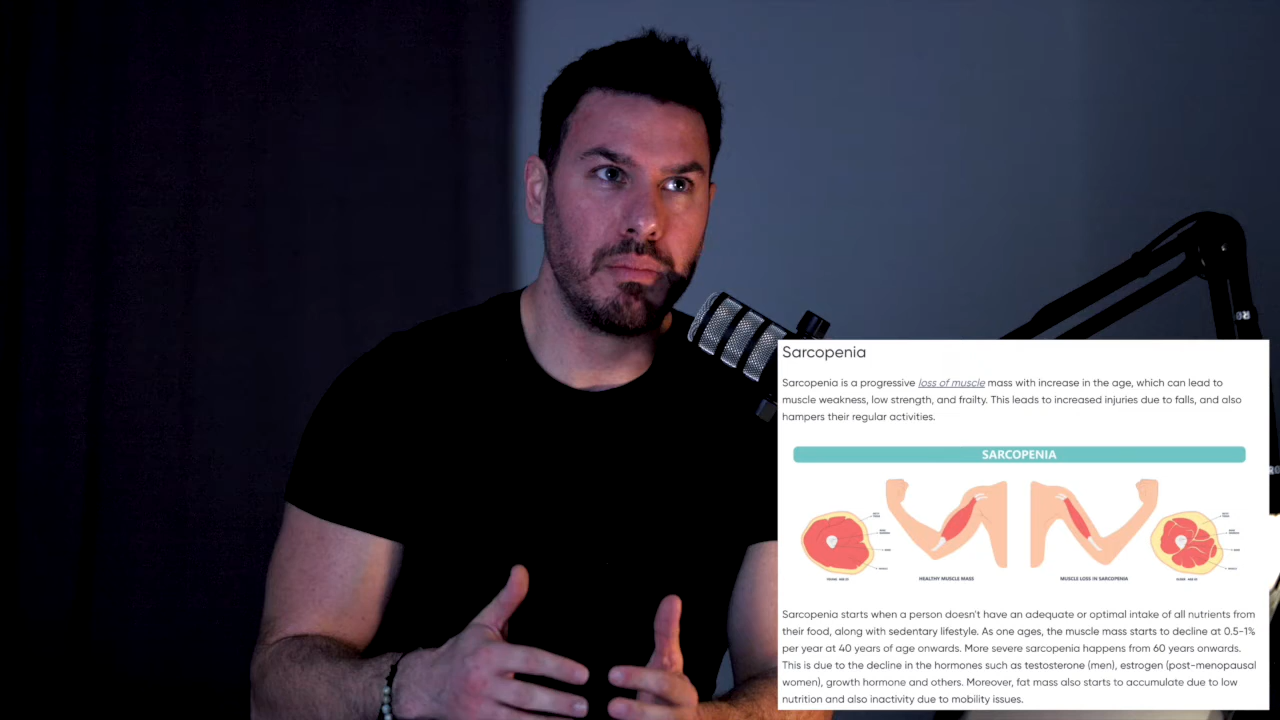 Sarcopenia
Sarcopenia is a progressive loss of muscle mass with increase in the age, which can lead to
muscle weakness, low strength, and frailty. This leads to increased injuries due to falls, and also
hampers their regular activities.
SARCOPENIA
HEALTHY MUSCLE MASS
MUSCLE LOSS IN SARCOPENIA
Sarcopenia starts when a person doesn't have an adequate or optimal intake of all nutrients from
their food, along with sedentary lifestyle. As one ages, the muscle mass starts to decline at 0.5-1%
per year at 40 years of age onwards. More severe sarcopenia happens from 60 years onwards.
This is due to the decline in the hormones such as testosterone (men), estrogen (post-menopausal
women), growth hormone and others. Moreover, fat mass also starts to accumulate due to low
nutrition and also inactivity due to mobility issues.